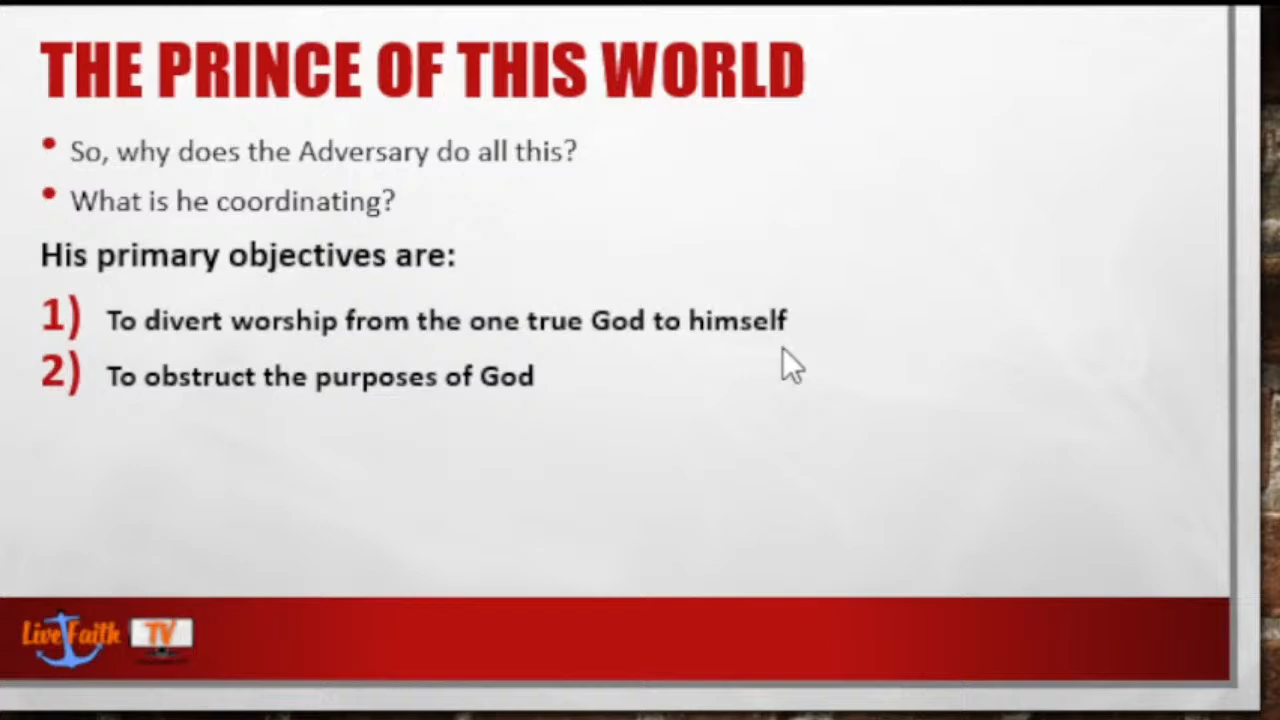 THE PRINCE OF THIS WORLD
• So, why does the Adversary do all this?
• What is he coordinating?
His primary objectives are:
1) To divert worship from the one true God to himself
2) To obstruct the purposes of God
Live Faith TV